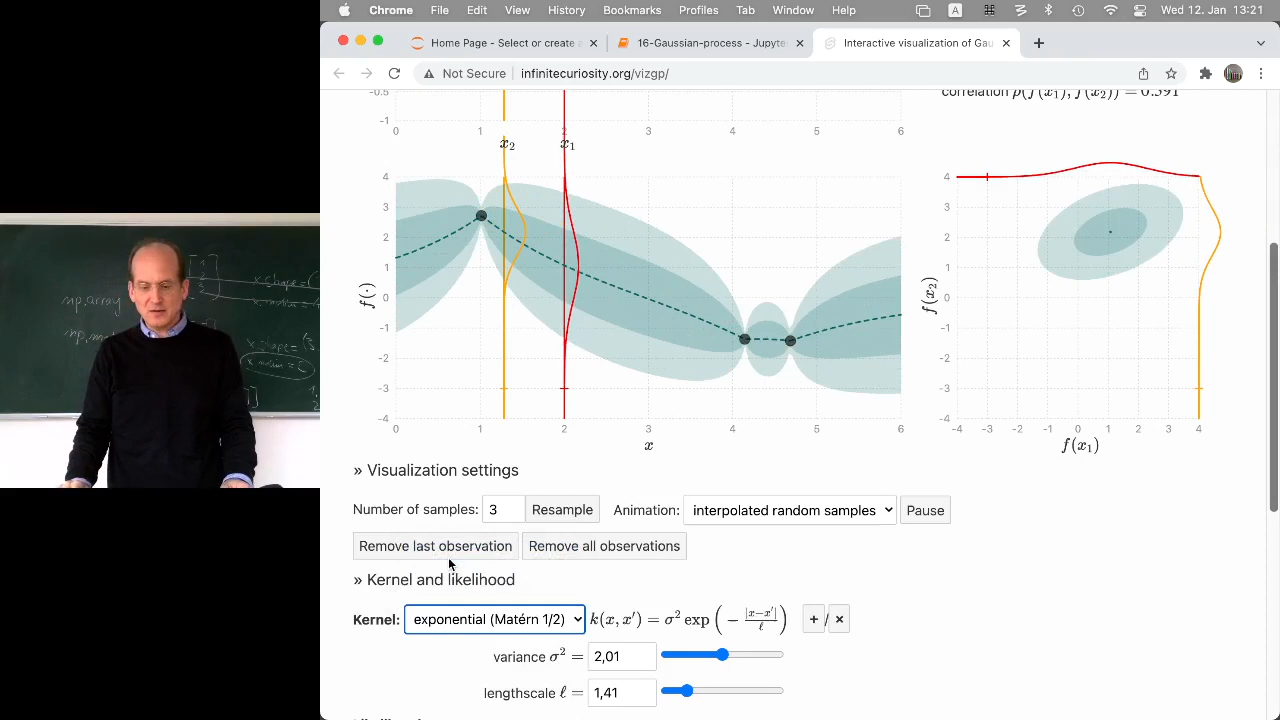 Chrome File Edit View History Bookmarks Profiles Tab Window Help A Wed 12. Jan 13:21
Home Page - Select or create a 16-Gaussian-process - Jupyte Interactive visualization of Gau
Not Secure infinitecuriosity.org/vizgp/
-0.5
-1
0 1 2 3 4 5 6
x₂ x₁
correlation ρ(f(x₁), f(x₂)) = 0.591
4
3
2
1
0
-1
-2
-3
-4
f(·)
0 1 2 3 4 5 6
x
4
3
2
1
0
-1
-2
-3
-4
f(x₂)
-4 -3 -2 -1 0 1 2 3 4
f(x₁)
» Visualization settings
Number of samples: 3 Resample Animation: interpolated random samples Pause
Remove last observation Remove all observations
» Kernel and likelihood
Kernel: exponential (Matérn 1/2) k(x, x′) = σ² exp ( − |x−x′| / ℓ ) + / ×
variance σ² = 2,01
lengthscale ℓ = 1,41
np.array
x.shape = (